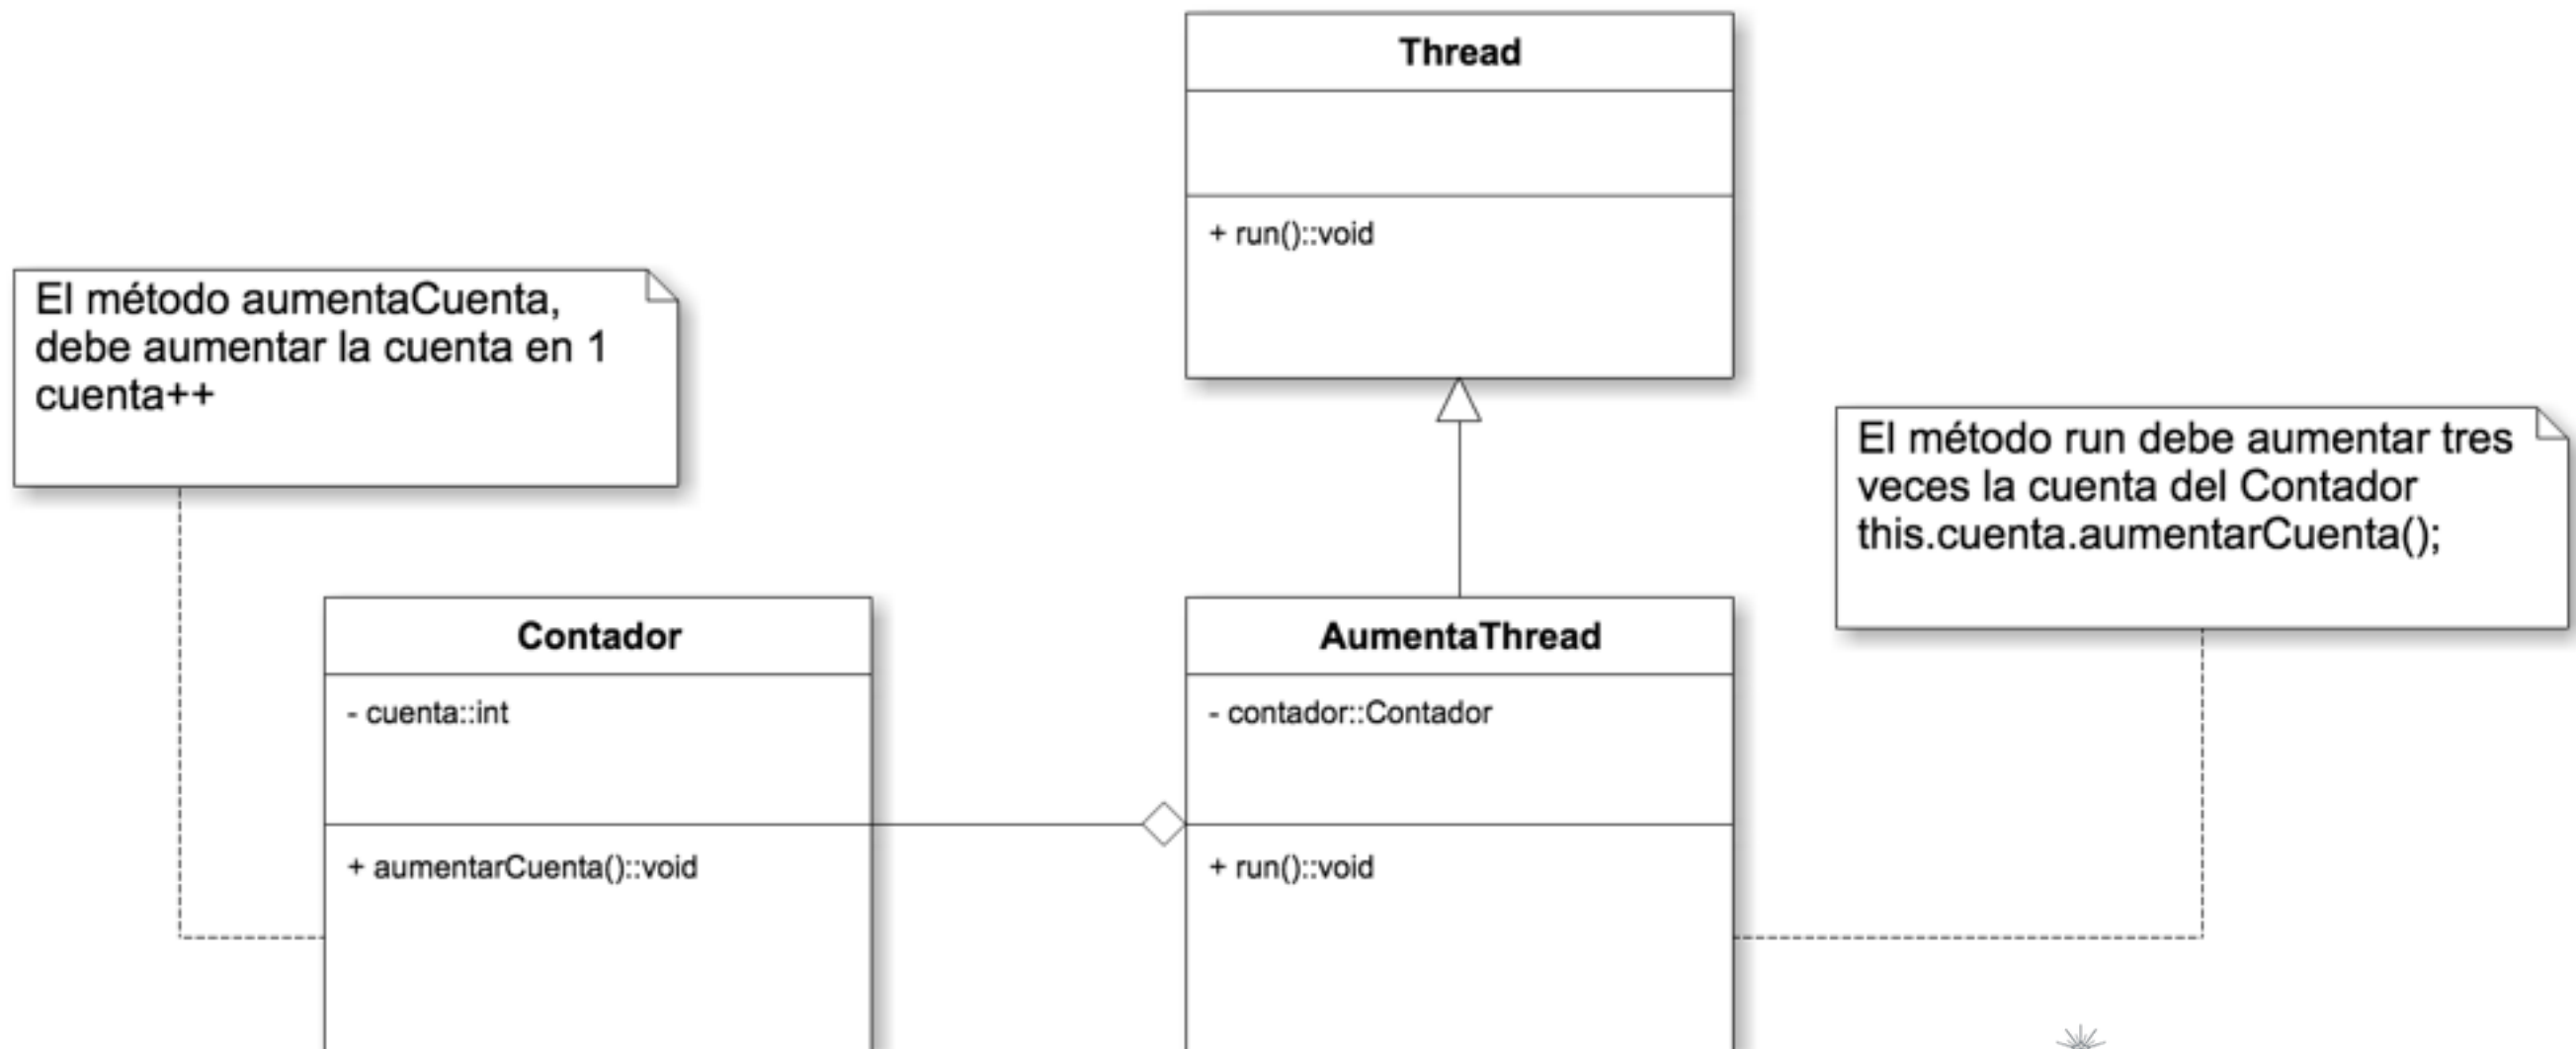 Thread
+ run()::void
El método aumentaCuenta,
debe aumentar la cuenta en 1
cuenta++
El método run debe aumentar tres
veces la cuenta del Contador
this.cuenta.aumentarCuenta();
Contador
- cuenta::int
+ aumentarCuenta()::void
AumentaThread
- contador::Contador
+ run()::void